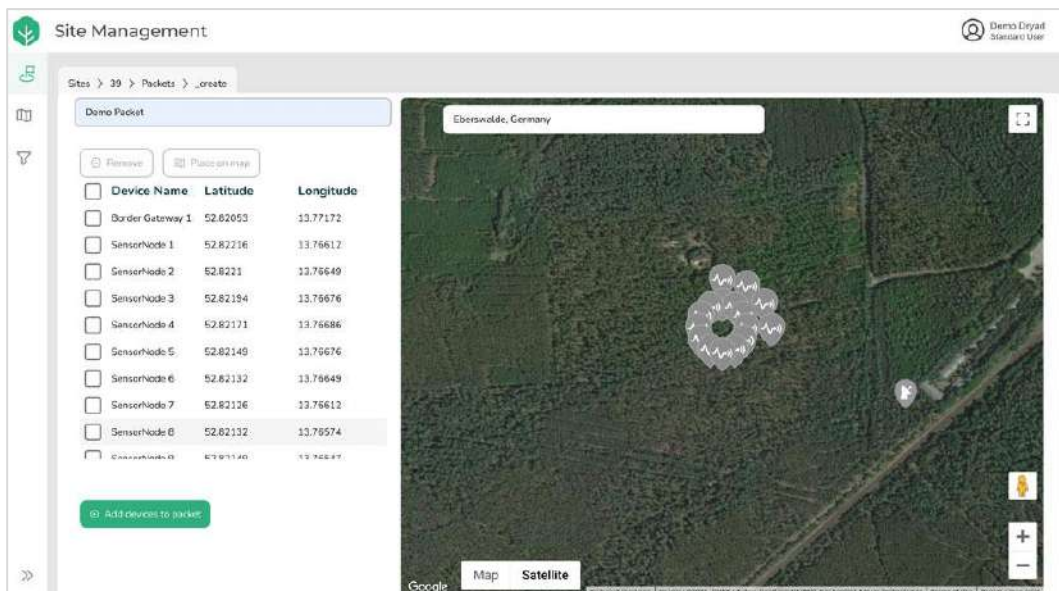 Site Management
Demo Dryad
Standard User
Sites > 39 > Packets > _create
Demo Packet
Eberswalde, Germany
Remove
Place on map
Device Name Latitude Longitude
Border Gateway 1 52.82053 13.77172
SensorNode 1 52.82216 13.76612
SensorNode 2 52.8221 13.76649
SensorNode 3 52.82194 13.76676
SensorNode 4 52.82171 13.76686
SensorNode 5 52.82149 13.76676
SensorNode 6 52.82132 13.76649
SensorNode 7 52.82126 13.76612
SensorNode 8 52.82132 13.76574
Add devices to packet
Map Satellite
Google